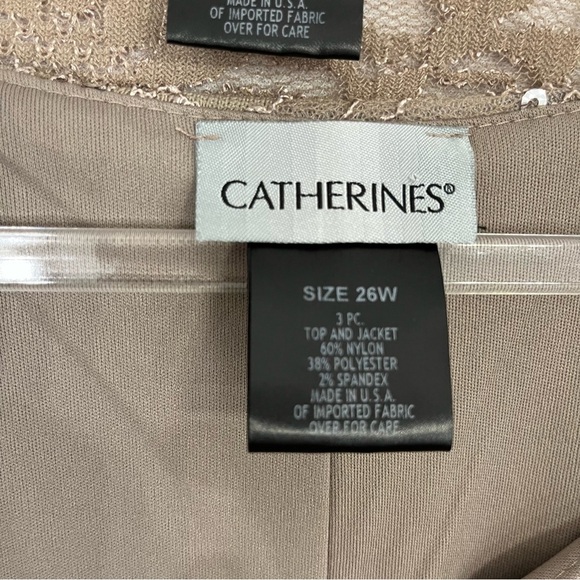 MADE IN U.S.A.
OF IMPORTED FABRIC
OVER FOR CARE
CATHERINES®
SIZE 26W
3 PC.
TOP AND JACKET
60% NYLON
38% POLYESTER
2% SPANDEX
MADE IN U.S.A.
OF IMPORTED FABRIC
OVER FOR CARE